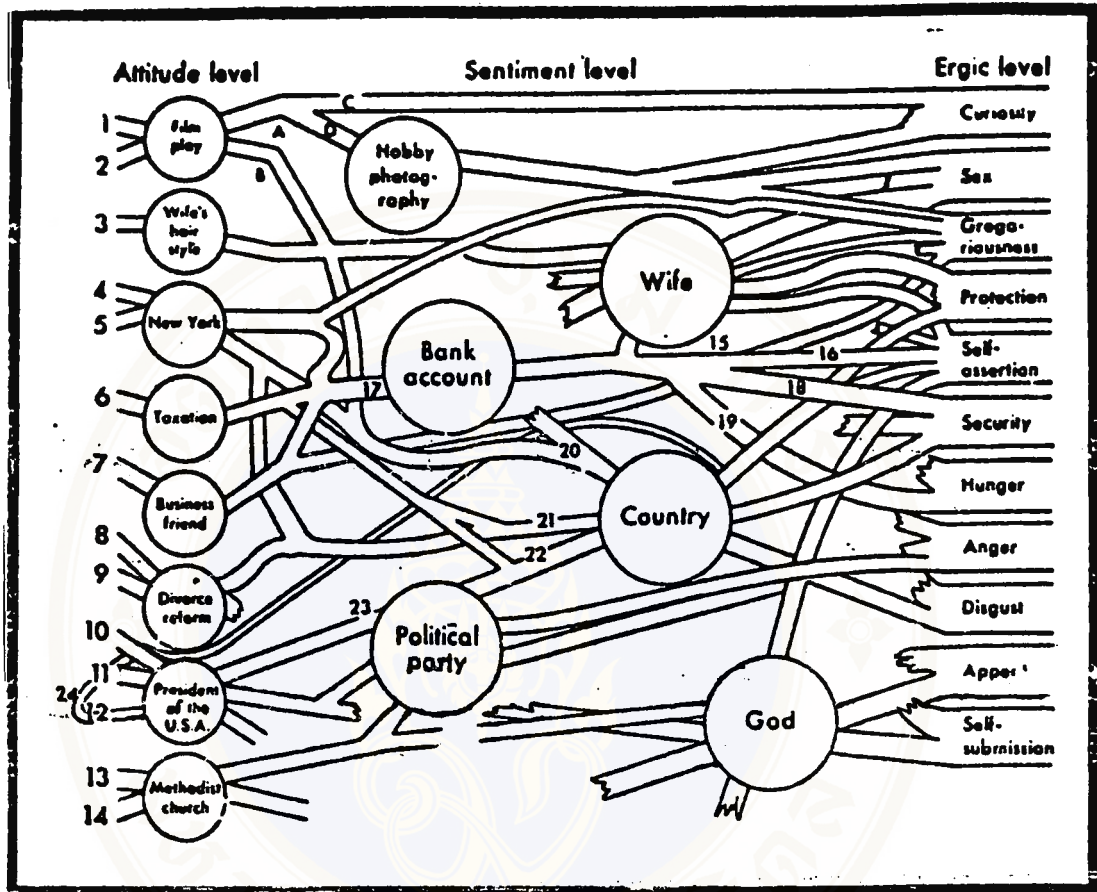 Attitude level
Sentiment level
Ergic level
1
2
Film
play
A
B
C
D
Hobby
photog-
raphy
Curiosity
Sex
3
Wife's
hair
style
Grega-
riousness
Wife
4
5
New York
Protection
Bank
account
15
16
Self-
assertion
6
Taxation
17
18
19
Security
7
Business
friend
20
Country
Hunger
21
22
Anger
8
9
Divorce
reform
23
Political
party
Disgust
10
11
24
12
President
of the
U.S.A.
God
Self-
submission
13
14
Methodist
church